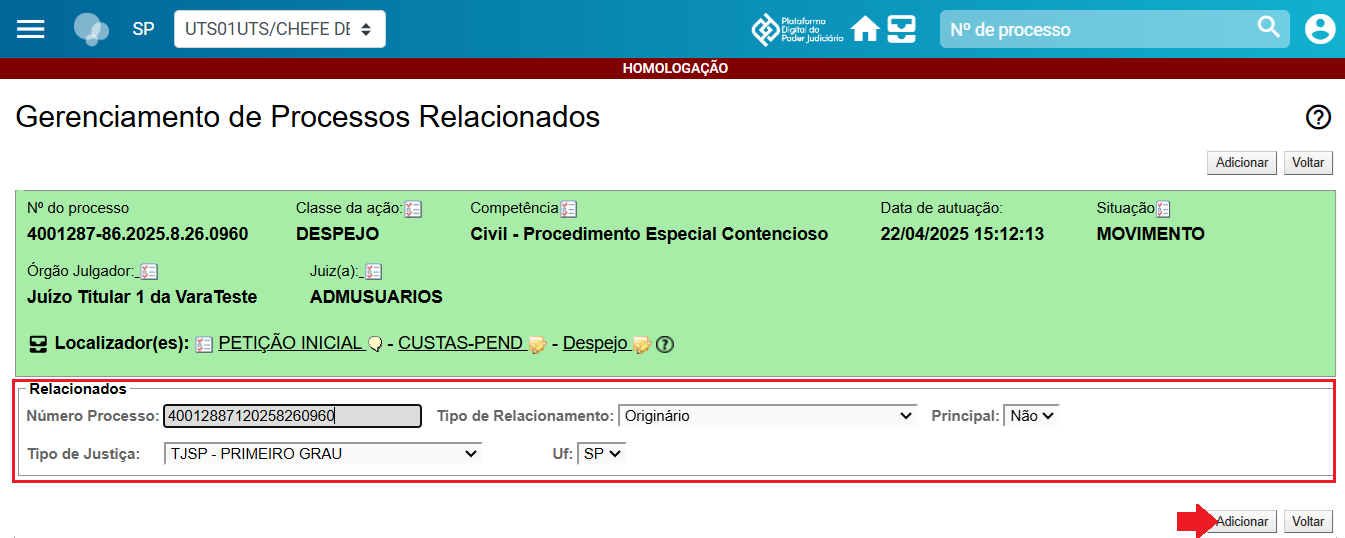 SP UTS01UTS/CHEFE DE Plataforma Digital do Poder Judiciário Nº de processo
HOMOLOGAÇÃO
Gerenciamento de Processos Relacionados
Adicionar Voltar
Nº do processo Classe da ação: Competência Data de autuação: Situação
4001287-86.2025.8.26.0960 DESPEJO Civil - Procedimento Especial Contencioso 22/04/2025 15:12:13 MOVIMENTO
Órgão Julgador: Juiz(a):
Juízo Titular 1 da VaraTeste ADMUSUARIOS
Localizador(es): PETIÇÃO INICIAL - CUSTAS-PEND - Despejo
Relacionados
Número Processo: 40012887120258260960 Tipo de Relacionamento: Originário Principal: Não
Tipo de Justiça: TJSP - PRIMEIRO GRAU Uf: SP
Adicionar Voltar